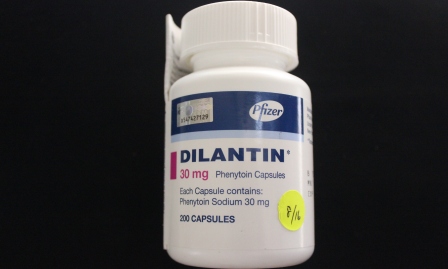 Pfizer
DILANTIN®
30 mg Phenytoin Capsules
Each Capsule contains:
Phenytoin Sodium 30 mg
200 CAPSULES
8/16